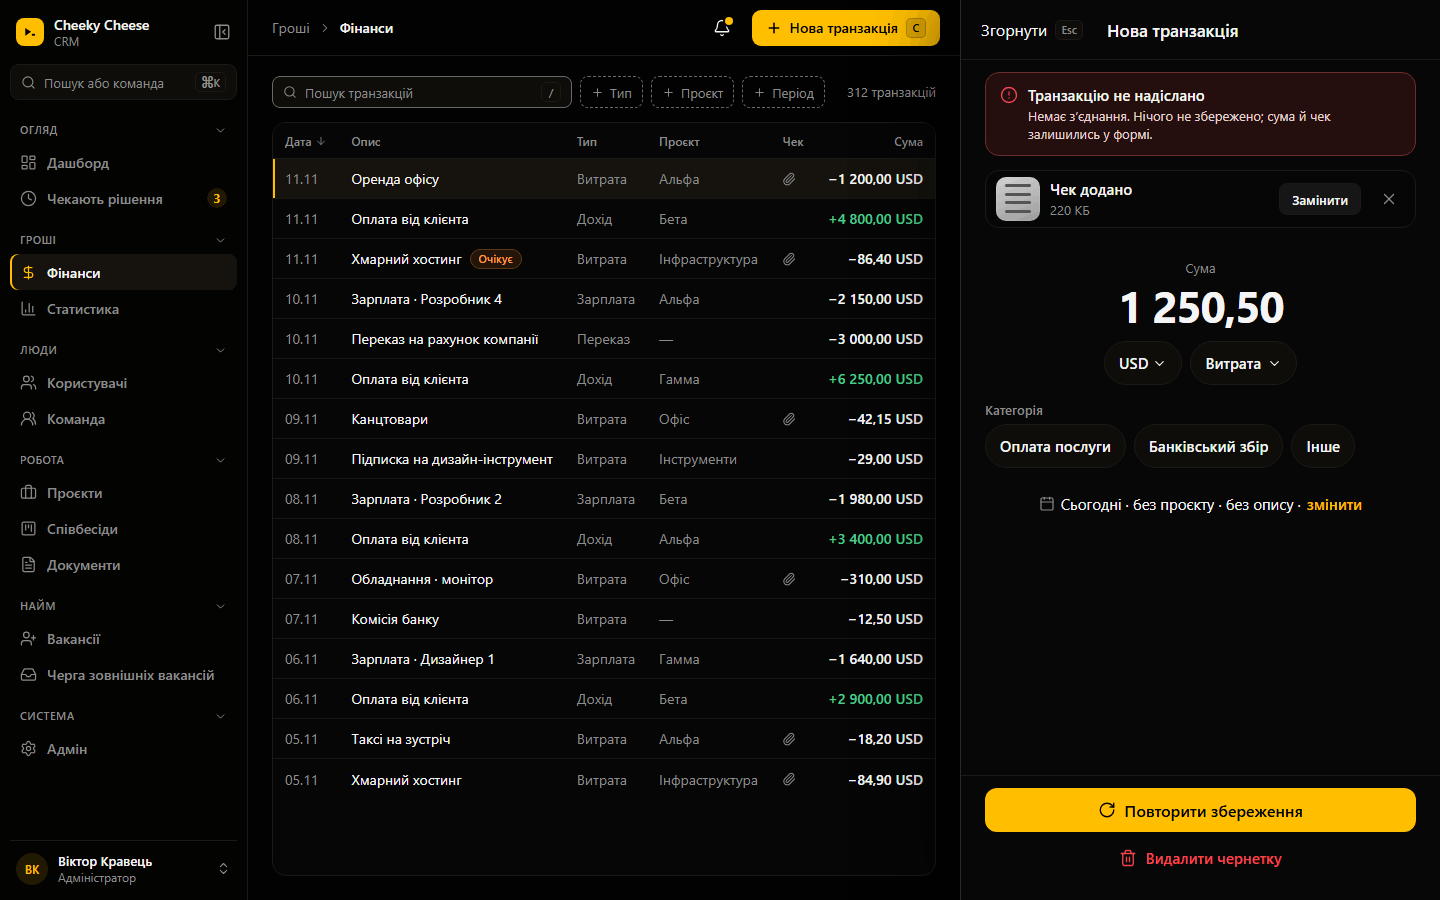 Cheeky Cheese
CRM
Пошук або команда ⌘K
ОГЛЯД
Дашборд
Чекають рішення 3
ГРОШІ
Фінанси
Статистика
ЛЮДИ
Користувачі
Команда
РОБОТА
Проєкти
Співбесіди
Документи
НАЙМ
Вакансії
Черга зовнішніх вакансій
СИСТЕМА
Адмін
ВК
Віктор Кравець
Адміністратор
Гроші Фінанси
Нова транзакція C
Пошук транзакцій /
Тип
Проєкт
Період
312 транзакцій
Дата Опис Тип Проєкт Чек Сума
11.11 Оренда офісу Витрата Альфа −1 200,00 USD
11.11 Оплата від клієнта Дохід Бета +4 800,00 USD
11.11 Хмарний хостинг Очікує Витрата Інфраструктура −86,40 USD
10.11 Зарплата · Розробник 4 Зарплата Альфа −2 150,00 USD
10.11 Переказ на рахунок компанії Переказ — −3 000,00 USD
10.11 Оплата від клієнта Дохід Гамма +6 250,00 USD
09.11 Канцтовари Витрата Офіс −42,15 USD
09.11 Підписка на дизайн-інструмент Витрата Інструменти −29,00 USD
08.11 Зарплата · Розробник 2 Зарплата Бета −1 980,00 USD
08.11 Оплата від клієнта Дохід Альфа +3 400,00 USD
07.11 Обладнання · монітор Витрата Офіс −310,00 USD
07.11 Комісія банку Витрата — −12,50 USD
06.11 Зарплата · Дизайнер 1 Зарплата Гамма −1 640,00 USD
06.11 Оплата від клієнта Дохід Бета +2 900,00 USD
05.11 Таксі на зустріч Витрата Альфа −18,20 USD
05.11 Хмарний хостинг Витрата Інфраструктура −84,90 USD
Згорнути Esc Нова транзакція
Транзакцію не надіслано
Немає з’єднання. Нічого не збережено; сума й чек
залишились у формі.
Чек додано
220 КБ
Замінити
Сума
1 250,50
USD Витрата
Категорія
Оплата послуги Банківський збір Інше
Сьогодні · без проєкту · без опису · змінити
Повторити збереження
Видалити чернетку